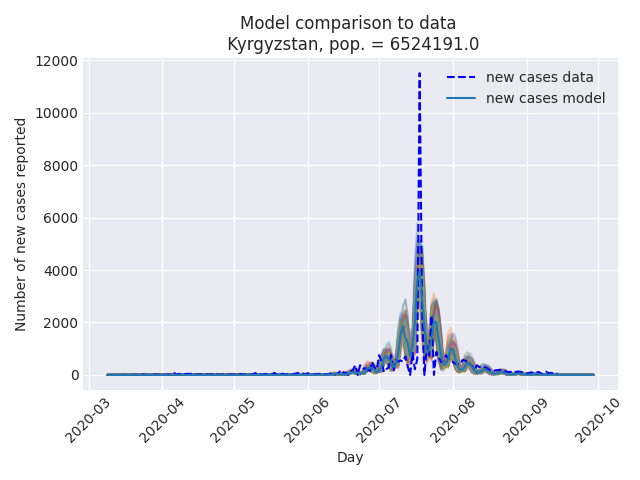 Model comparison to data
Kyrgyzstan, pop. = 6524191.0
12000
10000
8000
6000
4000
2000
0
Number of new cases reported
new cases data
new cases model
2020-03
2020-04
2020-05
2020-06
2020-07
2020-08
2020-09
2020-10
Day